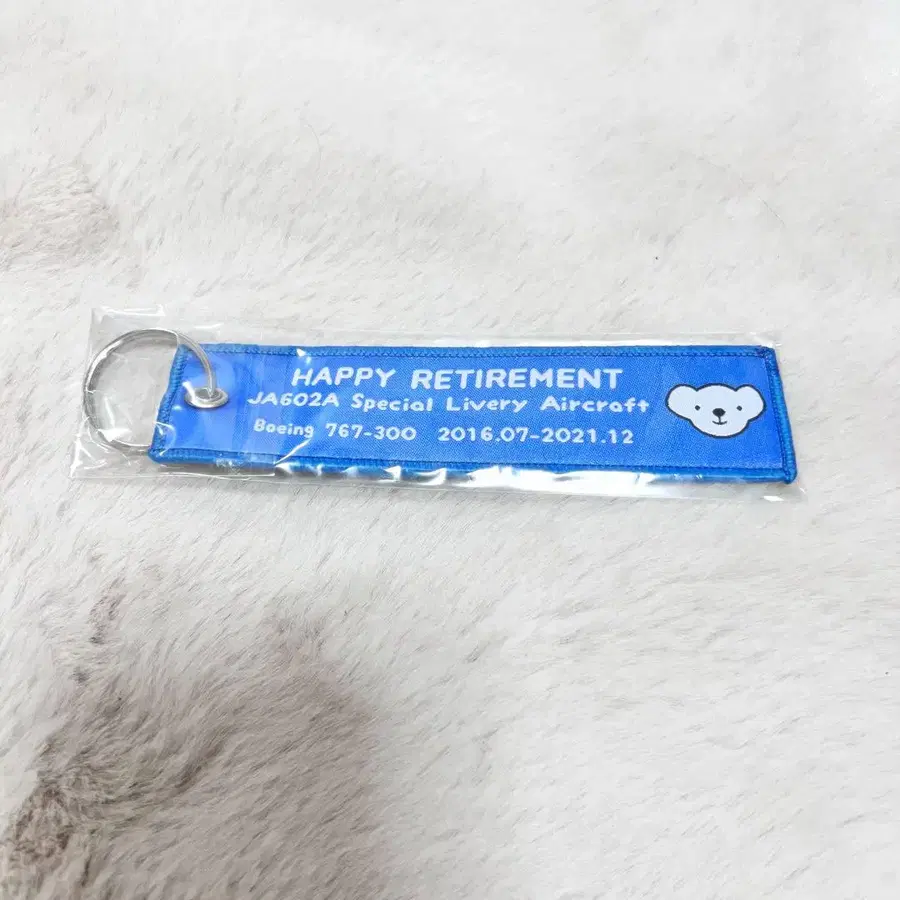 HAPPY RETIREMENT
JA602A Special Livery Aircraft
Boeing 767-300 2016.07-2021.12